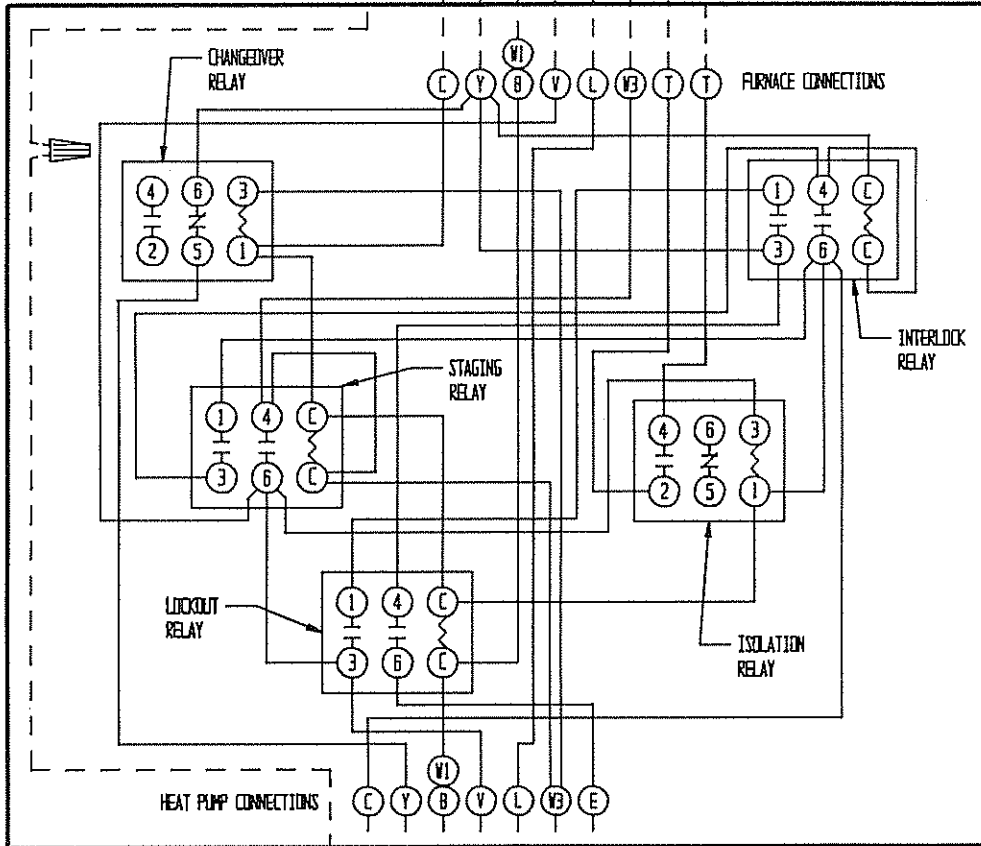 CHANGEOVER
RELAY
W1
C Y B V L W3 T T
FURNACE CONNECTIONS
4 6 3
2 5 1
1 4 C
3 6 C
INTERLOCK
RELAY
STAGING
RELAY
1 4 C
3 6 C
4 6 3
2 5 1
LOCKOUT
RELAY
1 4 C
3 6 C
ISOLATION
RELAY
W1
HEAT PUMP CONNECTIONS
C Y B V L W3 E